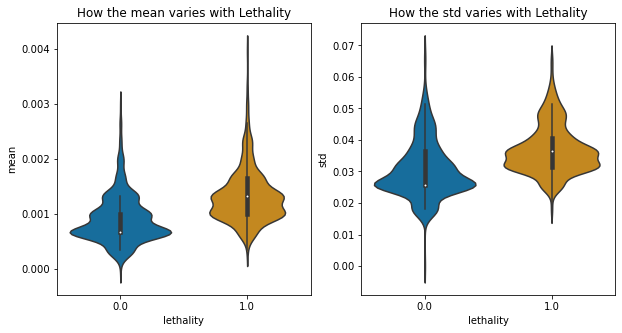 How the mean varies with Lethality
0.004
0.003
0.002
0.001
0.000
mean
0.0
1.0
lethality
How the std varies with Lethality
0.07
0.06
0.05
0.04
0.03
0.02
0.01
0.00
std
0.0
1.0
lethality